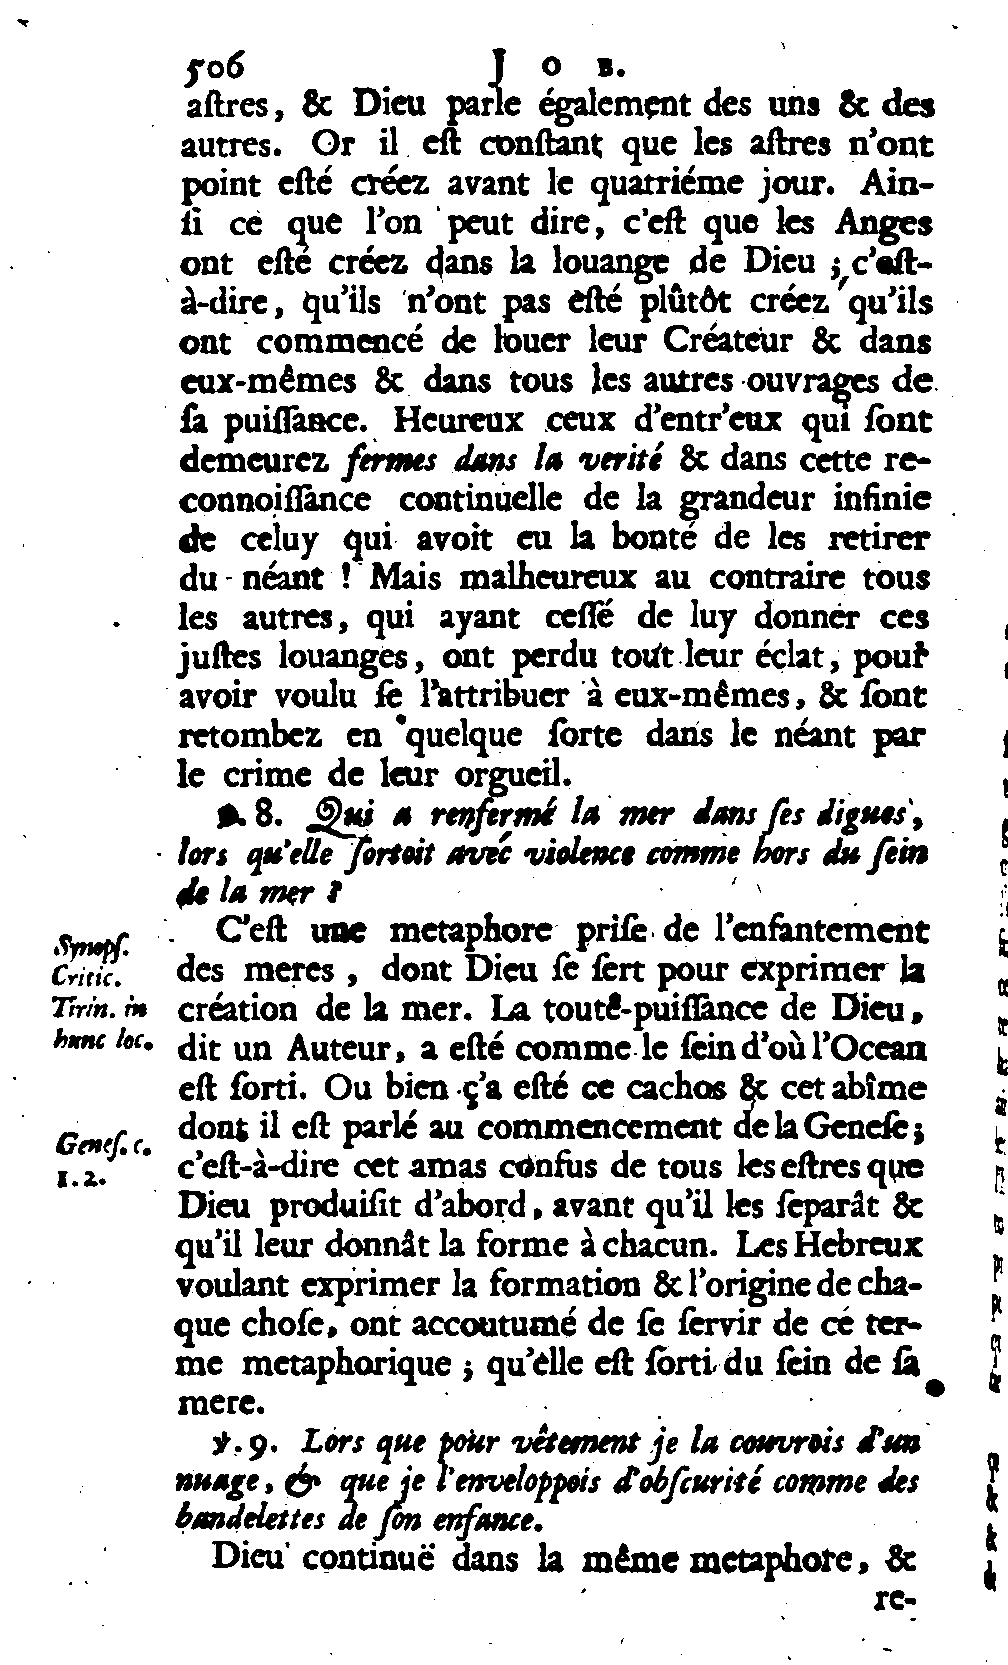 506 JOB.
aſtres, & Dieu parle également des uns & des
autres. Or il eſt conſtant que les aſtres n'ont
point eſté créez avant le quatriéme jour. Ain-
ſi ce que l'on peut dire, c'eſt que les Anges
ont eſté créez dans la louange de Dieu ; c'eſt-
à-dire, qu'ils n'ont pas eſté plûtôt créez qu'ils
ont commencé de louer leur Créateur & dans
eux-mêmes & dans tous les autres ouvrages de
ſa puiſſance. Heureux ceux d'entr'eux qui ſont
demeurez fermes dans la verité & dans cette re-
connoiſſance continuelle de la grandeur infinie
de celuy qui avoit eu la bonté de les retirer
du néant ! Mais malheureux au contraire tous
les autres, qui ayant ceſſé de luy donner ces
juſtes louanges, ont perdu tout leur éclat, pour
avoir voulu ſe l'attribuer à eux-mêmes, & ſont
retombez en quelque ſorte dans le néant par
le crime de leur orgueil.
℣. 8. Qui a renfermé la mer dans ſes digues,
lors qu'elle ſortoit avec violence comme hors du ſein
de la mer ?
Synopſ.
Critic.
Tirin. in
hunc loc.
C'eſt une metaphore priſe de l'enfantement
des meres, dont Dieu ſe ſert pour exprimer la
création de la mer. La toute-puiſſance de Dieu,
dit un Auteur, a eſté comme le ſein d'où l'Ocean
eſt ſorti. Ou bien ç'a eſté ce cachos & cet abîme
Geneſ. c.
1. 2.
dont il eſt parlé au commencement de la Geneſe ;
c'eſt-à-dire cet amas confus de tous les eſtres que
Dieu produiſit d'abord, avant qu'il les ſeparât &
qu'il leur donnât la forme à chacun. Les Hebreux
voulant exprimer la formation & l'origine de cha-
que choſe, ont accoutumé de ſe ſervir de ce ter-
me metaphorique ; qu'elle eſt ſorti du ſein de ſa
mere.
℣. 9. Lors que pour vêtement je la couvrois d'un
nuage, & que je l'enveloppois d'obſcurité comme des
bandelettes de ſon enfance.
Dieu continuë dans la même metaphore, &
re-